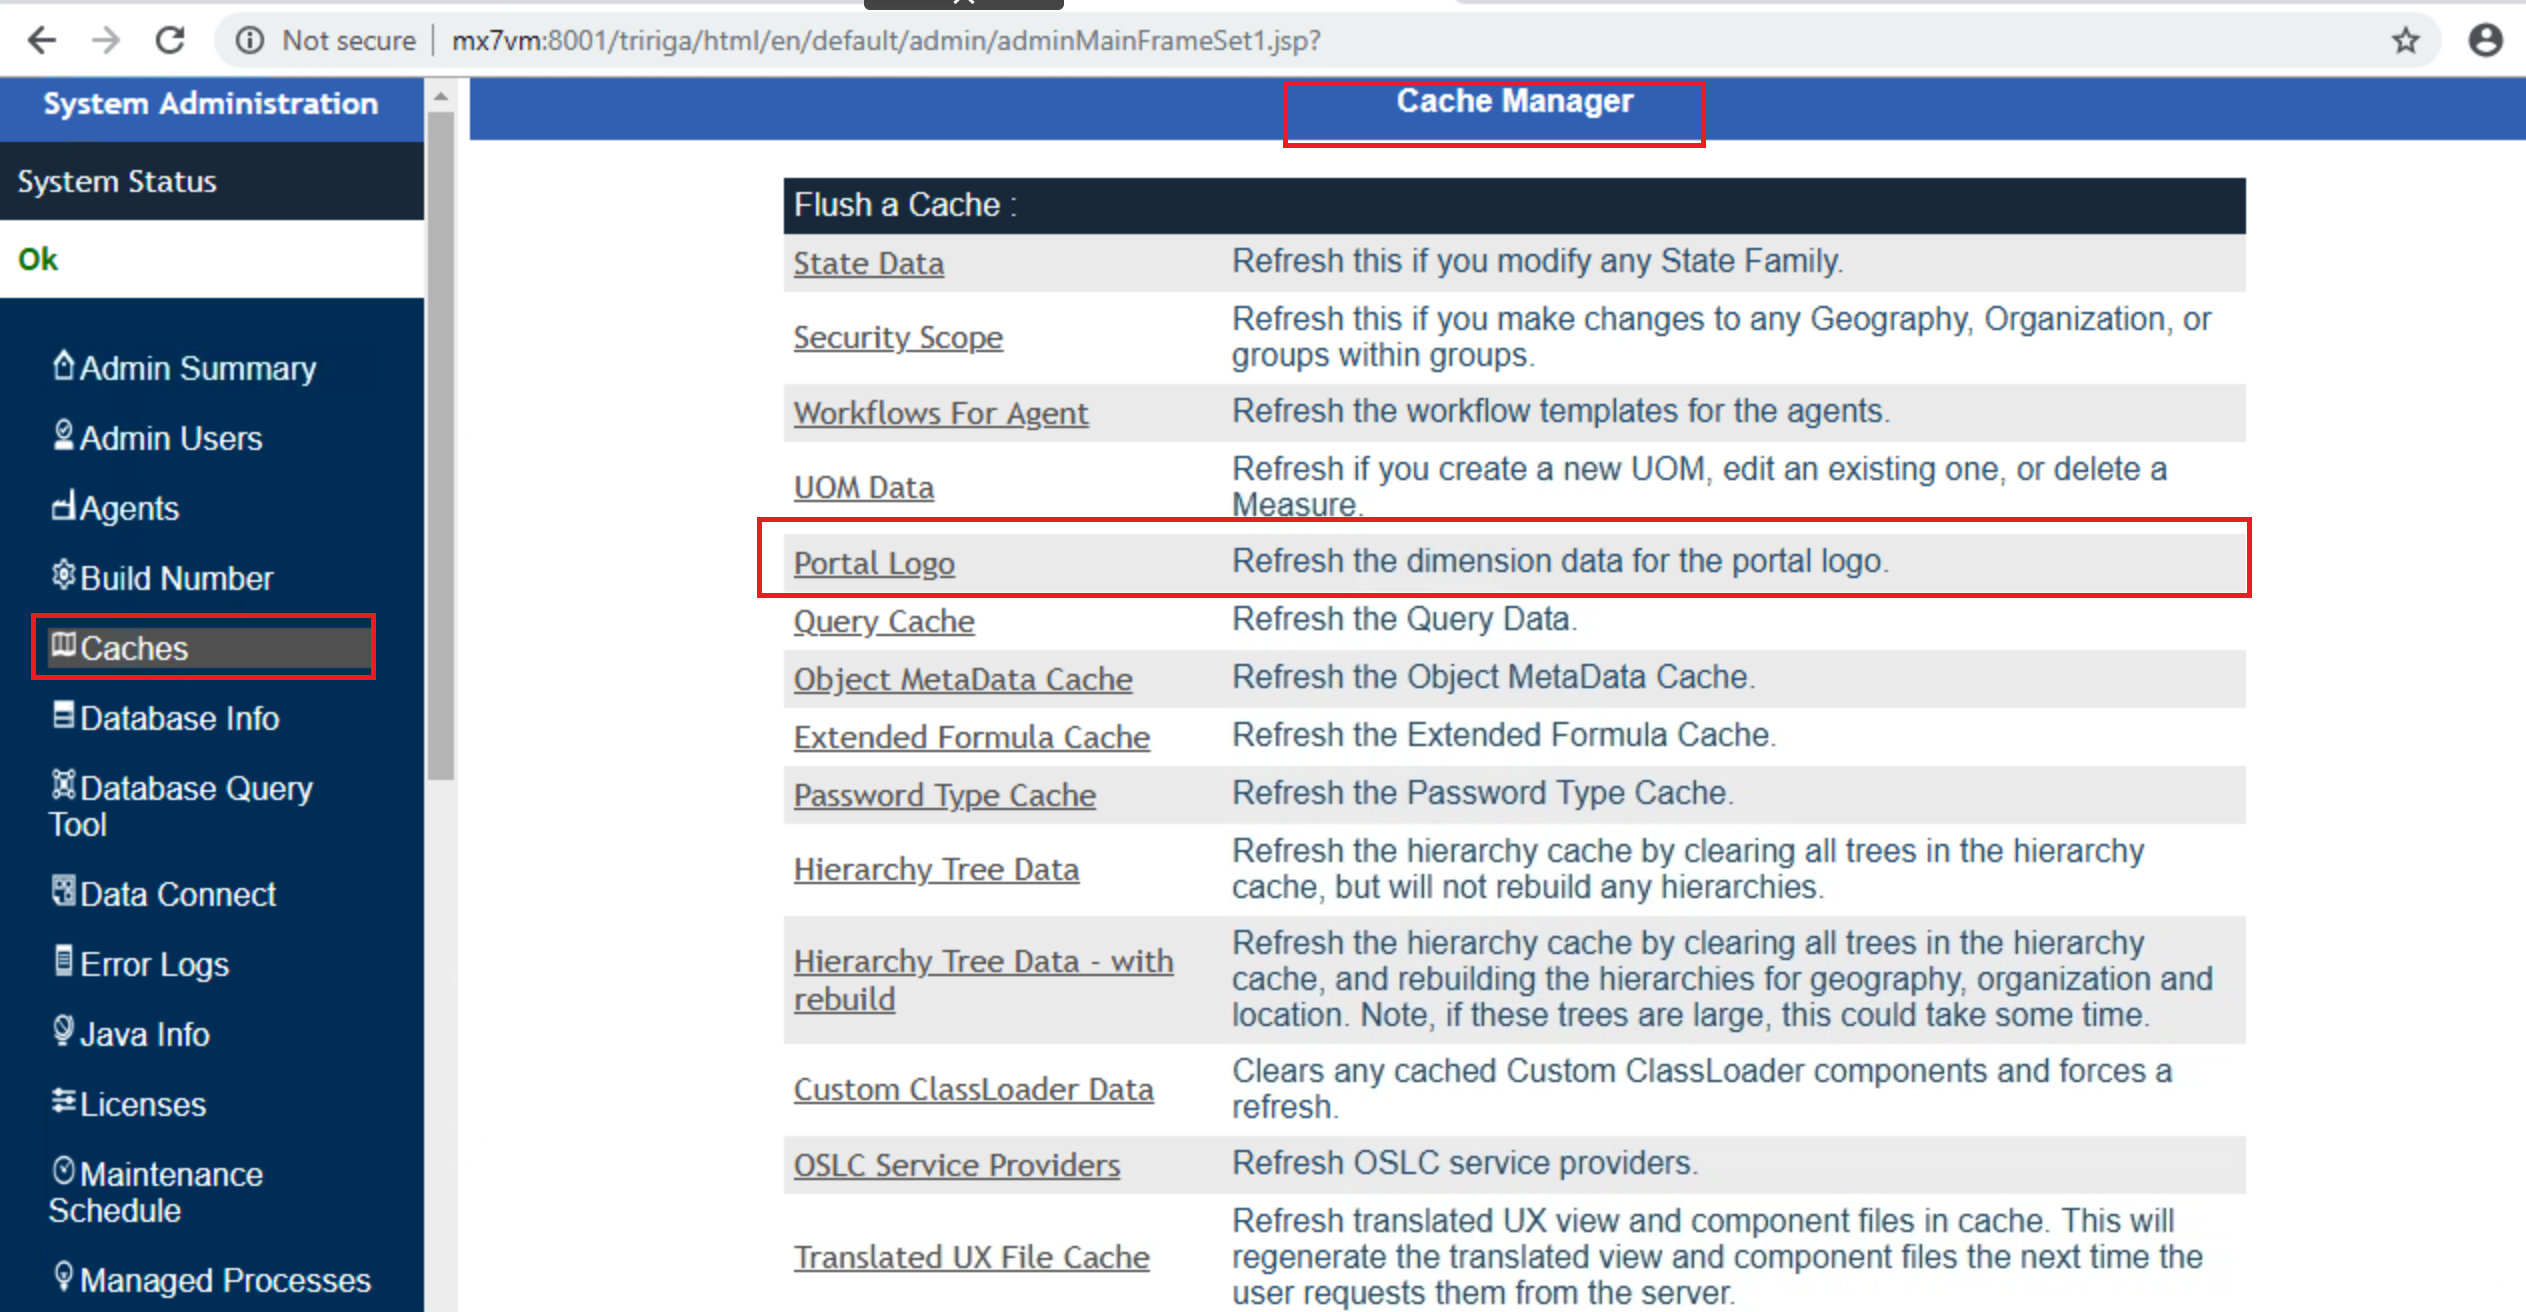 Not secure | mx7vm:8001/tririga/html/en/default/admin/adminMainFrameSet1.jsp?
System Administration
System Status
Ok
Admin Summary
Admin Users
Agents
Build Number
Caches
Database Info
Database Query
Tool
Data Connect
Error Logs
Java Info
Licenses
Maintenance
Schedule
Managed Processes
Cache Manager
Flush a Cache :
State Data
Refresh this if you modify any State Family.
Security Scope
Refresh this if you make changes to any Geography, Organization, or
groups within groups.
Workflows For Agent
Refresh the workflow templates for the agents.
UOM Data
Refresh if you create a new UOM, edit an existing one, or delete a
Measure.
Portal Logo
Refresh the dimension data for the portal logo.
Query Cache
Refresh the Query Data.
Object MetaData Cache
Refresh the Object MetaData Cache.
Extended Formula Cache
Refresh the Extended Formula Cache.
Password Type Cache
Refresh the Password Type Cache.
Hierarchy Tree Data
Refresh the hierarchy cache by clearing all trees in the hierarchy
cache, but will not rebuild any hierarchies.
Hierarchy Tree Data - with
rebuild
Refresh the hierarchy cache by clearing all trees in the hierarchy
cache, and rebuilding the hierarchies for geography, organization and
location. Note, if these trees are large, this could take some time.
Custom ClassLoader Data
Clears any cached Custom ClassLoader components and forces a
refresh.
OSLC Service Providers
Refresh OSLC service providers.
Translated UX File Cache
Refresh translated UX view and component files in cache. This will
regenerate the translated view and component files the next time the
user requests them from the server.